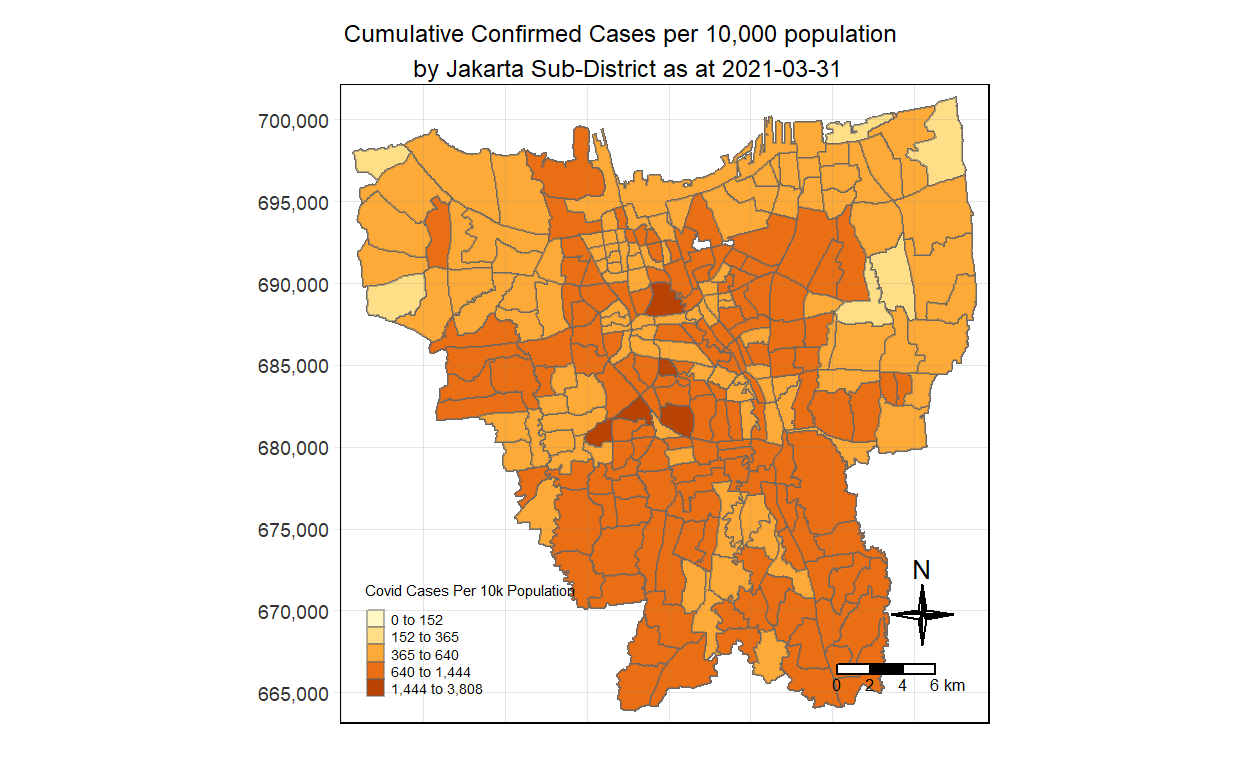 Cumulative Confirmed Cases per 10,000 population
by Jakarta Sub-District as at 2021-03-31
700,000
695,000
690,000
685,000
680,000
675,000
670,000
665,000
Covid Cases Per 10k Population
0 to 152
152 to 365
365 to 640
640 to 1,444
1,444 to 3,808
N
0 2 4 6 km